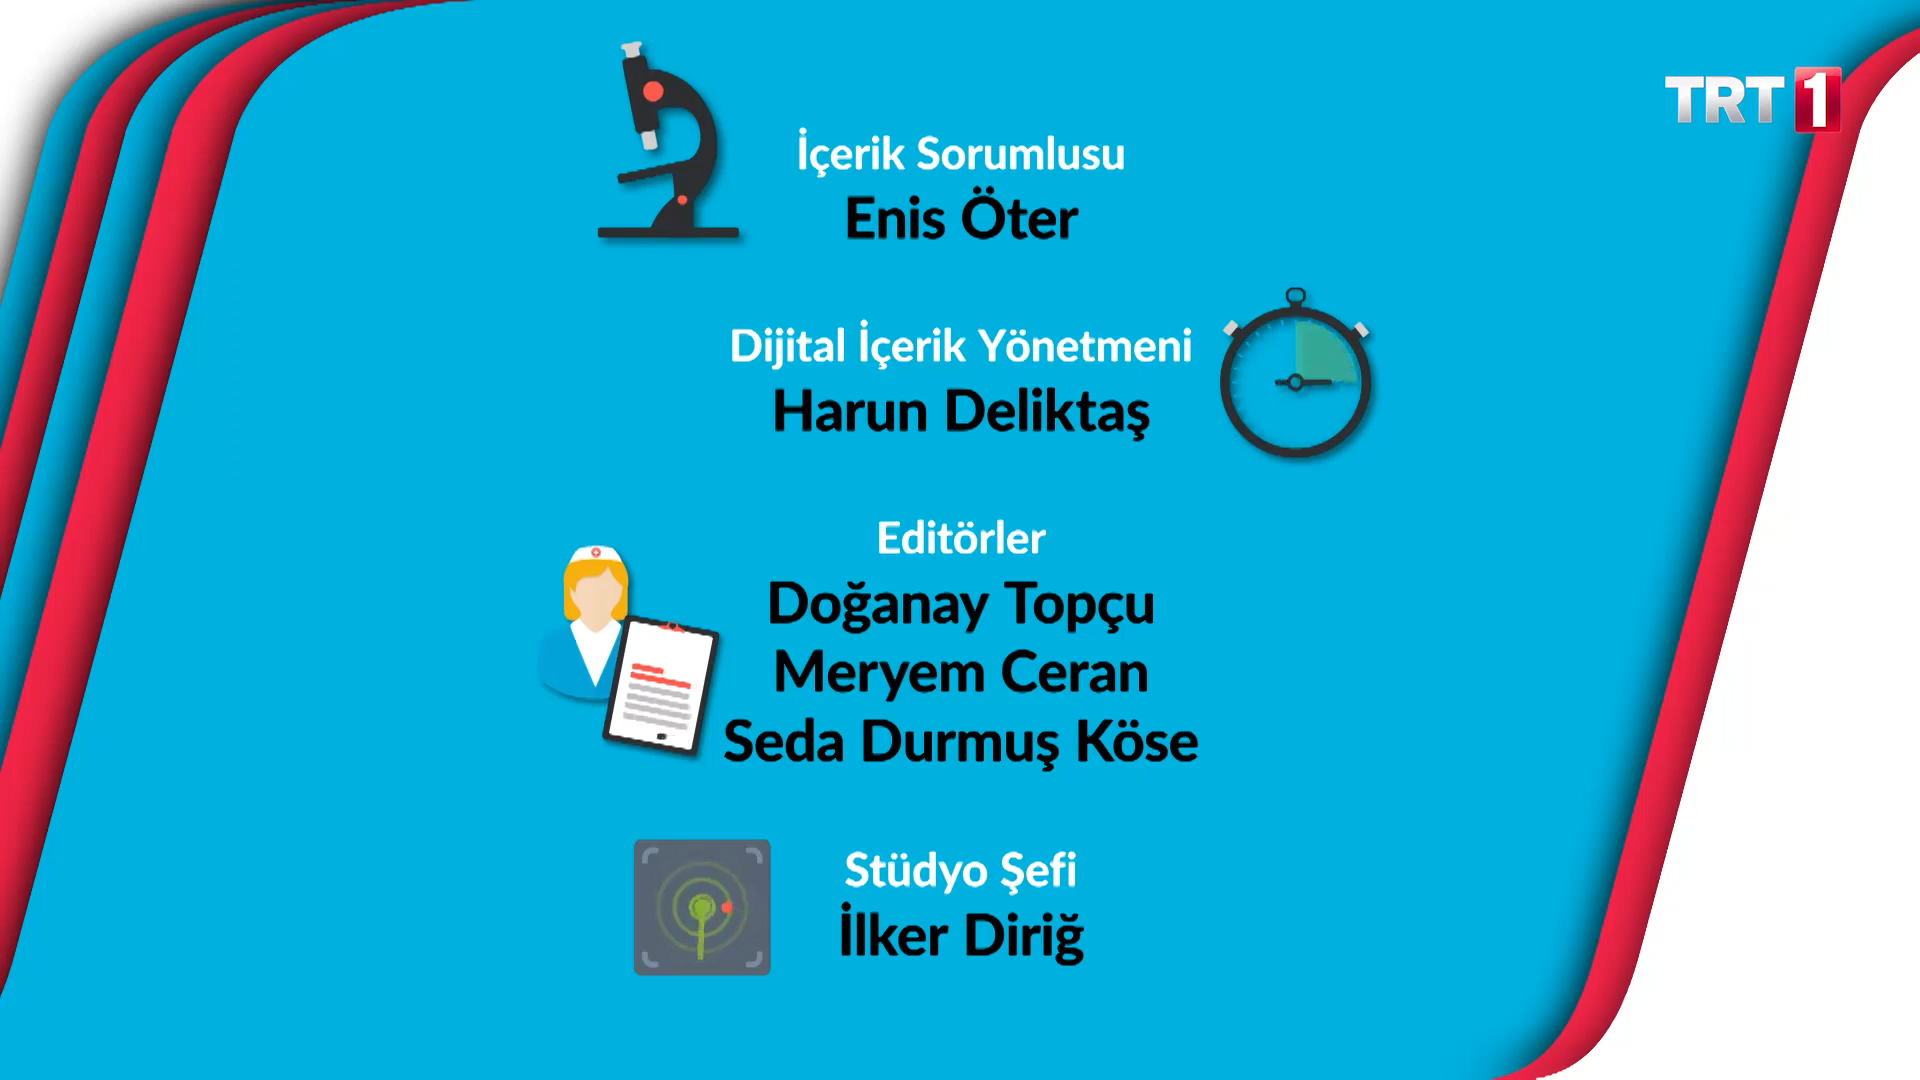 TRT 1
İçerik Sorumlusu
Enis Öter
Dijital İçerik Yönetmeni
Harun Deliktaş
Editörler
Doğanay Topçu
Meryem Ceran
Seda Durmuş Köse
Stüdyo Şefi
İlker Diriğ